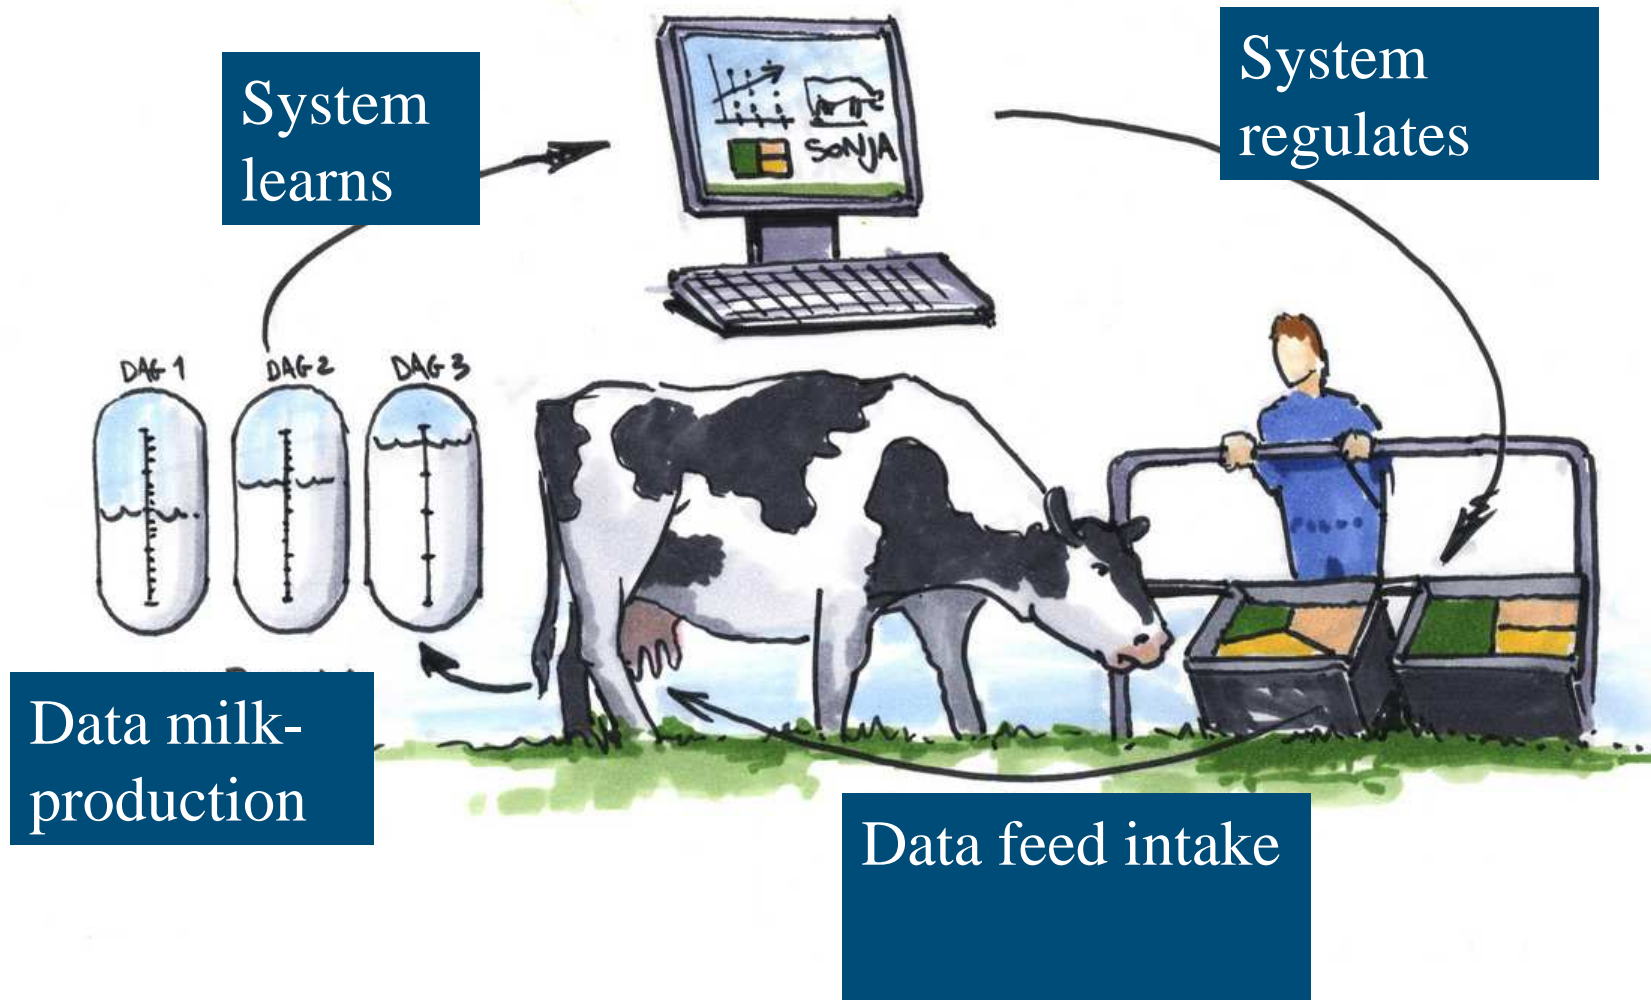 System
learns
System
regulates
SONJA
DAG 1
DAG 2
DAG 3
Data milk-
production
Data feed intake